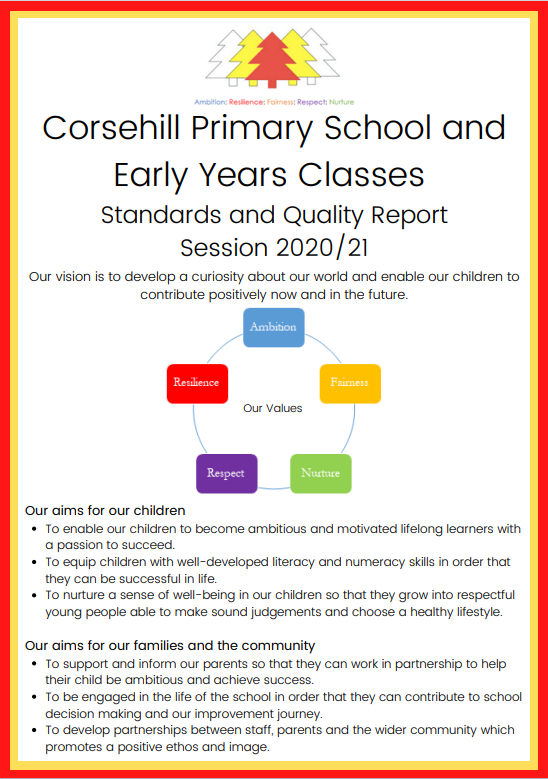 Ambition: Resilience: Fairness: Respect: Nurture
Corsehill Primary School and
Early Years Classes
Standards and Quality Report
Session 2020/21
Our vision is to develop a curiosity about our world and enable our children to
contribute positively now and in the future.
Ambition
Resilience
Fairness
Our Values
Respect
Nurture
Our aims for our children
• To enable our children to become ambitious and motivated lifelong learners with
a passion to succeed.
• To equip children with well-developed literacy and numeracy skills in order that
they can be successful in life.
• To nurture a sense of well-being in our children so that they grow into respectful
young people able to make sound judgements and choose a healthy lifestyle.
Our aims for our families and the community
• To support and inform our parents so that they can work in partnership to help
their child be ambitious and achieve success.
• To be engaged in the life of the school in order that they can contribute to school
decision making and our improvement journey.
• To develop partnerships between staff, parents and the wider community which
promotes a positive ethos and image.